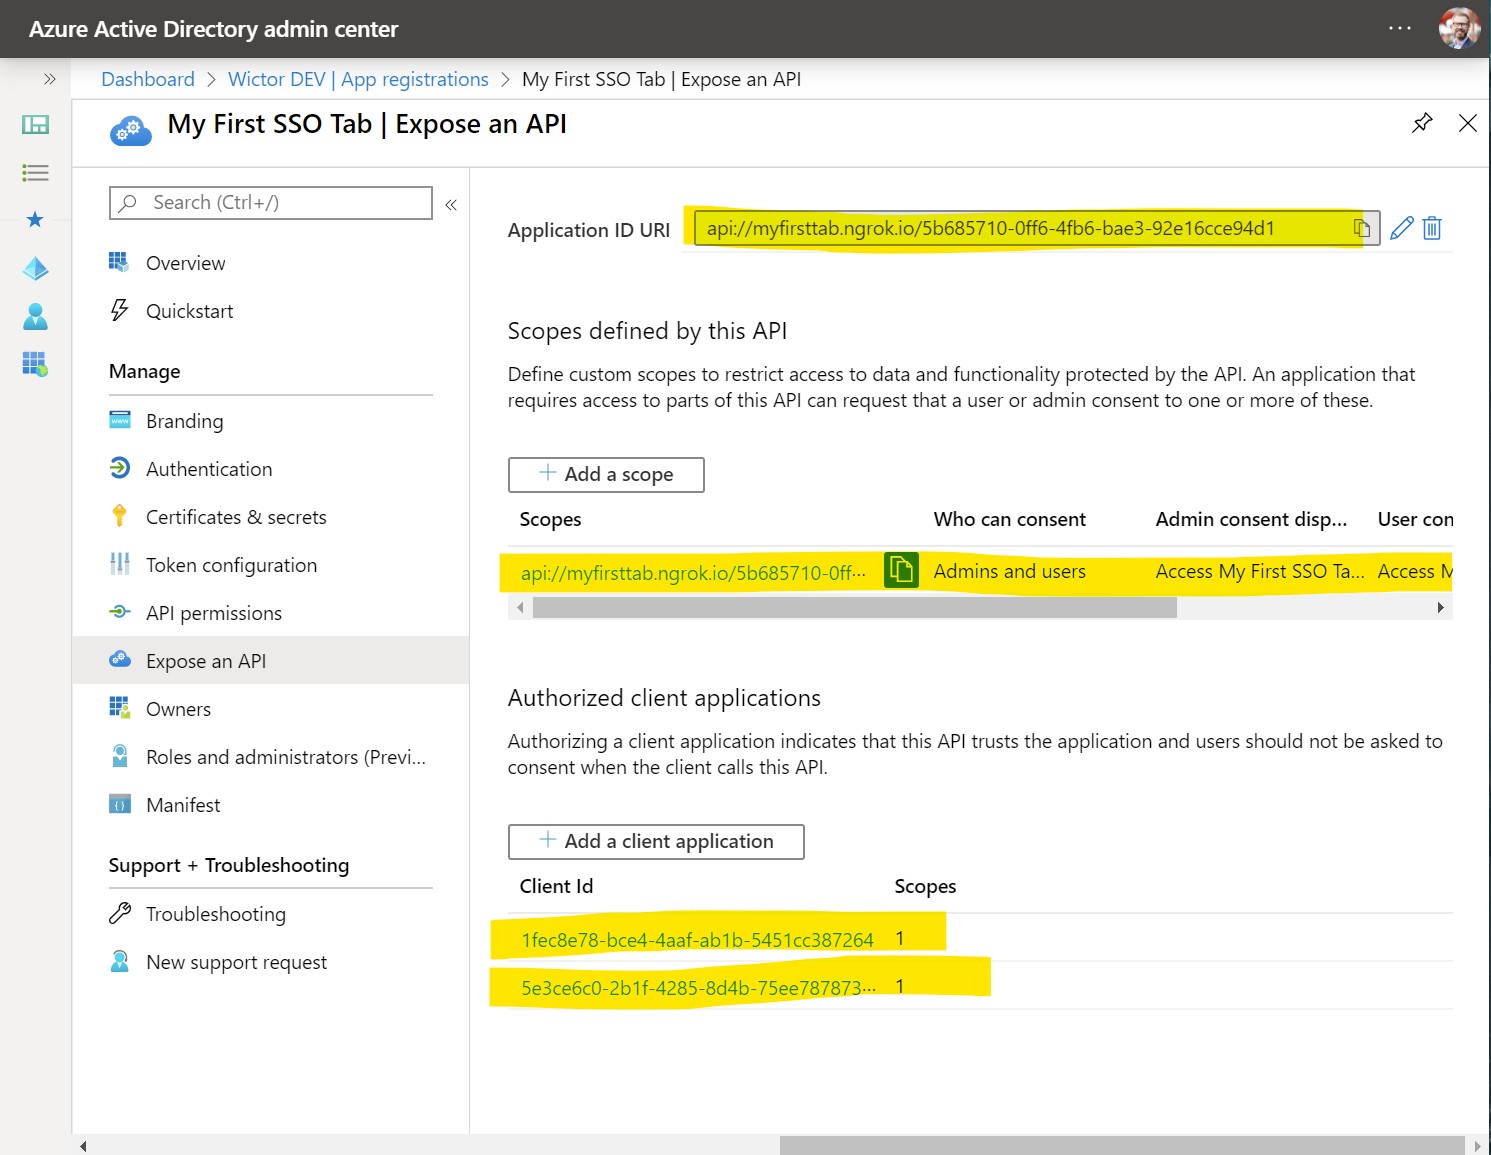 Azure Active Directory admin center
Dashboard > Wictor DEV | App registrations > My First SSO Tab | Expose an API
My First SSO Tab | Expose an API
Search (Ctrl+/)
Overview
Quickstart
Manage
Branding
Authentication
Certificates & secrets
Token configuration
API permissions
Expose an API
Owners
Roles and administrators (Previ...
Manifest
Support + Troubleshooting
Troubleshooting
New support request
Application ID URI api://myfirsttab.ngrok.io/5b685710-0ff6-4fb6-bae3-92e16cce94d1
Scopes defined by this API
Define custom scopes to restrict access to data and functionality protected by the API. An application that
requires access to parts of this API can request that a user or admin consent to one or more of these.
+ Add a scope
Scopes Who can consent Admin consent disp... User con
api://myfirsttab.ngrok.io/5b685710-0ff... Admins and users Access My First SSO Ta... Access M
Authorized client applications
Authorizing a client application indicates that this API trusts the application and users should not be asked to
consent when the client calls this API.
+ Add a client application
Client Id Scopes
1fec8e78-bce4-4aaf-ab1b-5451cc387264 1
5e3ce6c0-2b1f-4285-8d4b-75ee787873... 1